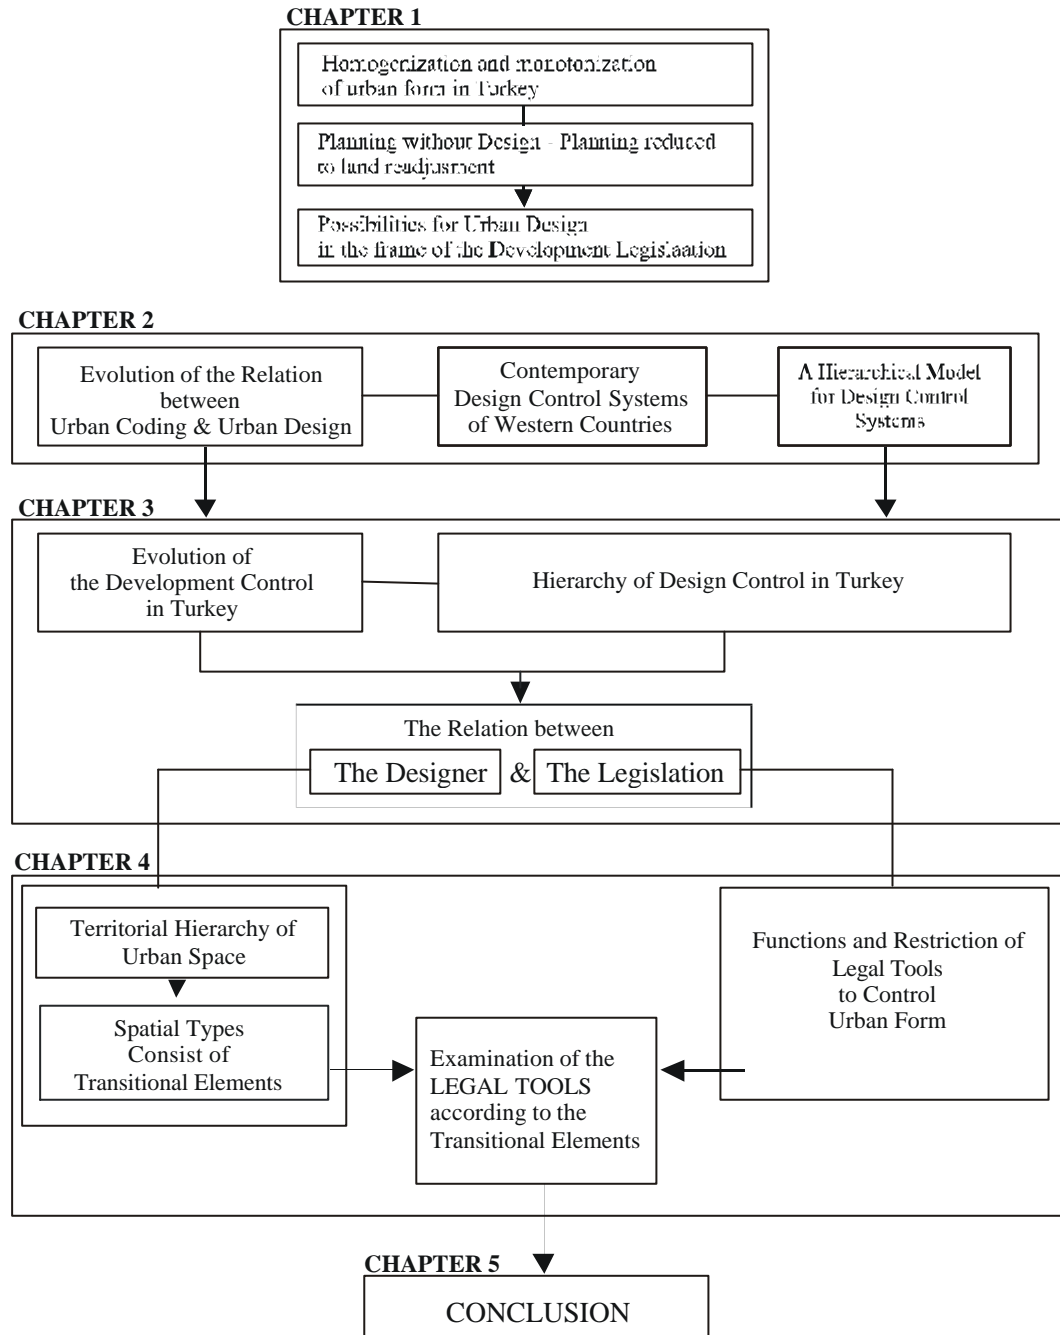 CHAPTER 1
Homogenization and monotonization
of urban form in Turkey
Planning without Design - Planning reduced
to land readjusment
Possibilities for Urban Design
in the frame of the Development Legislaation
CHAPTER 2
Evolution of the Relation
between
Urban Coding & Urban Design
Contemporary
Design Control Systems
of Western Countries
A Hierarchical Model
for Design Control
Systems
CHAPTER 3
Evolution of
the Development Control
in Turkey
Hierarchy of Design Control in Turkey
The Relation between
The Designer & The Legislation
CHAPTER 4
Territorial Hierarchy of
Urban Space
Spatial Types
Consist of
Transitional Elements
Examination of the
LEGAL TOOLS
according to the
Transitional Elements
Functions and Restriction of
Legal Tools
to Control
Urban Form
CHAPTER 5
CONCLUSION